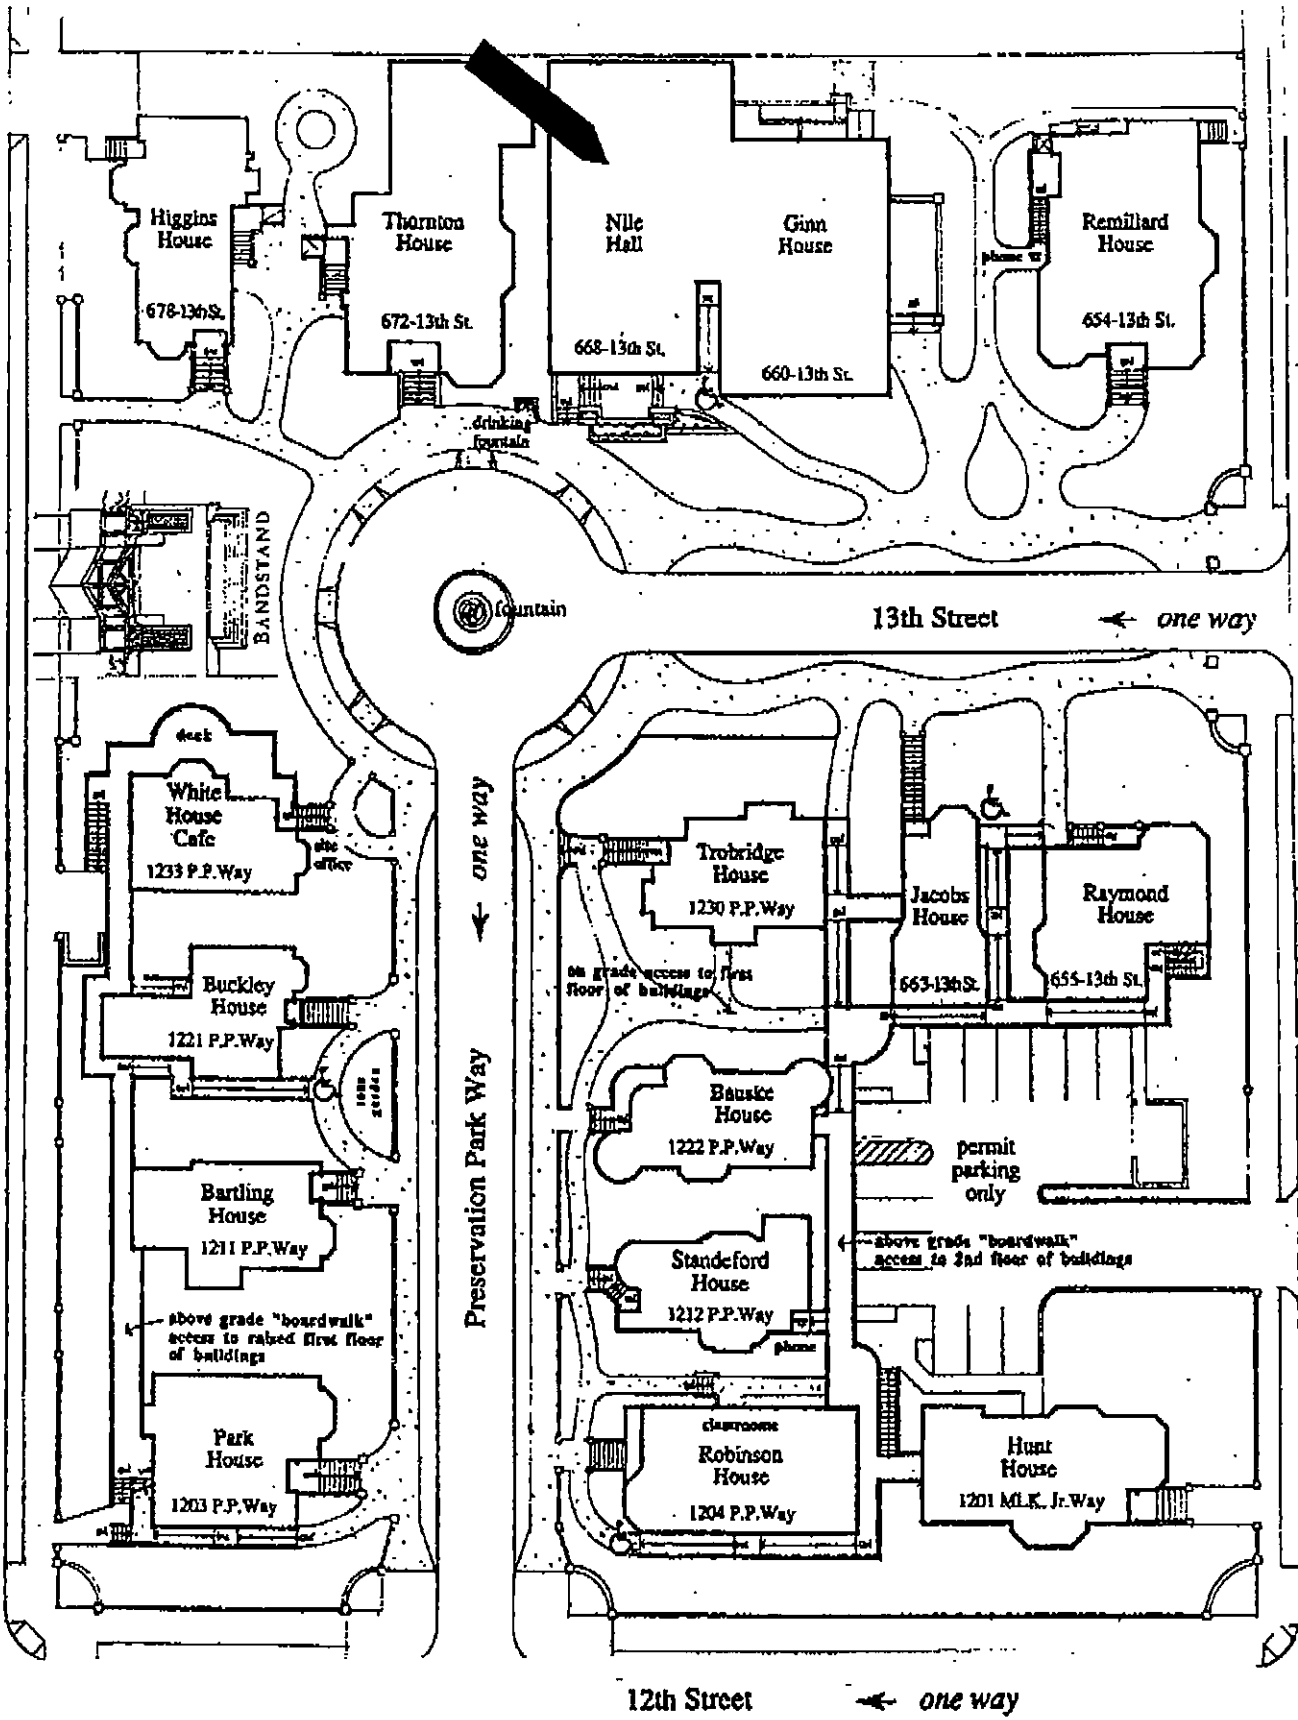 Higgins
House
678-13th St.
Thornton
House
672-13th St.
Nile
Hall
668-13th St.
Ginn
House
660-13th St.
Remillard
House
654-13th St.
phone
drinking
fountain
BANDSTAND
fountain
13th Street
one way
deck
White
House
Cafe
1233 P.P.Way
site
office
one way
Trobridge
House
1230 P.P.Way
Jacobs
House
663-13th St.
Raymond
House
655-13th St.
on grade access to first
floor of buildings
Buckley
House
1221 P.P.Way
Preservation Park Way
Bauske
House
1222 P.P.Way
permit
parking
only
Bartling
House
1211 P.P.Way
above grade "boardwalk"
access to 2nd floor of buildings
Standeford
House
1212 P.P.Way
phone
above grade "boardwalk"
access to raised first floor
of buildings
Park
House
1203 P.P.Way
classrooms
Robinson
House
1204 P.P.Way
Hunt
House
1201 M.L.K. Jr.Way
12th Street
one way